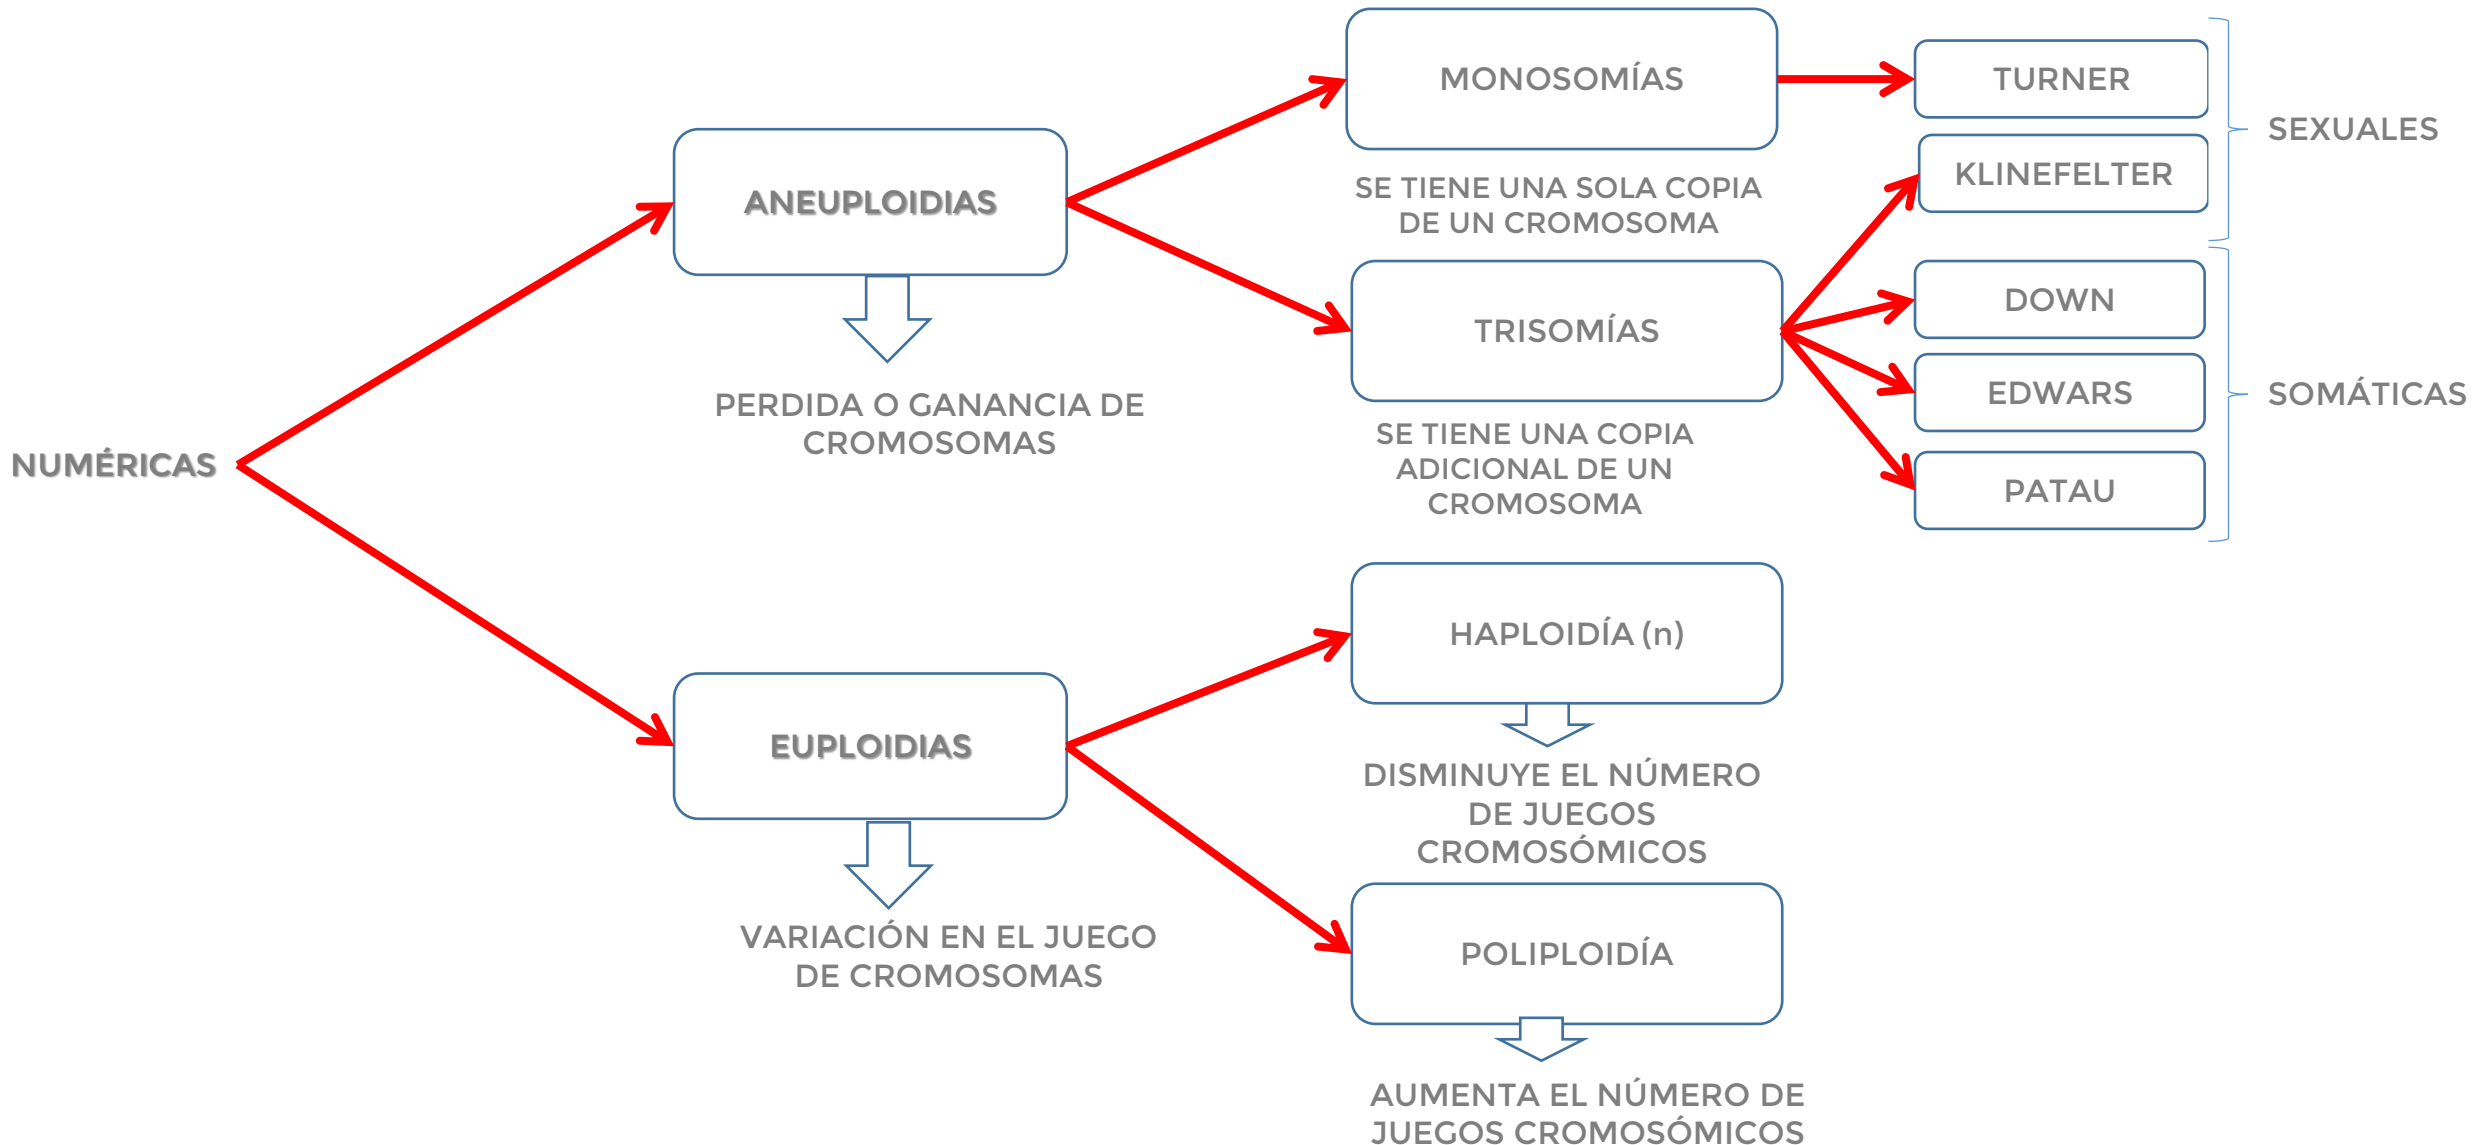 NUMÉRICAS
ANEUPLOIDIAS
PERDIDA O GANANCIA DE
CROMOSOMAS
EUPLOIDIAS
VARIACIÓN EN EL JUEGO
DE CROMOSOMAS
MONOSOMÍAS
SE TIENE UNA SOLA COPIA
DE UN CROMOSOMA
TRISOMÍAS
SE TIENE UNA COPIA
ADICIONAL DE UN
CROMOSOMA
HAPLOIDÍA (n)
DISMINUYE EL NÚMERO
DE JUEGOS
CROMOSÓMICOS
POLIPLOIDÍA
AUMENTA EL NÚMERO DE
JUEGOS CROMOSÓMICOS
TURNER
KLINEFELTER
DOWN
EDWARS
PATAU
SEXUALES
SOMÁTICAS